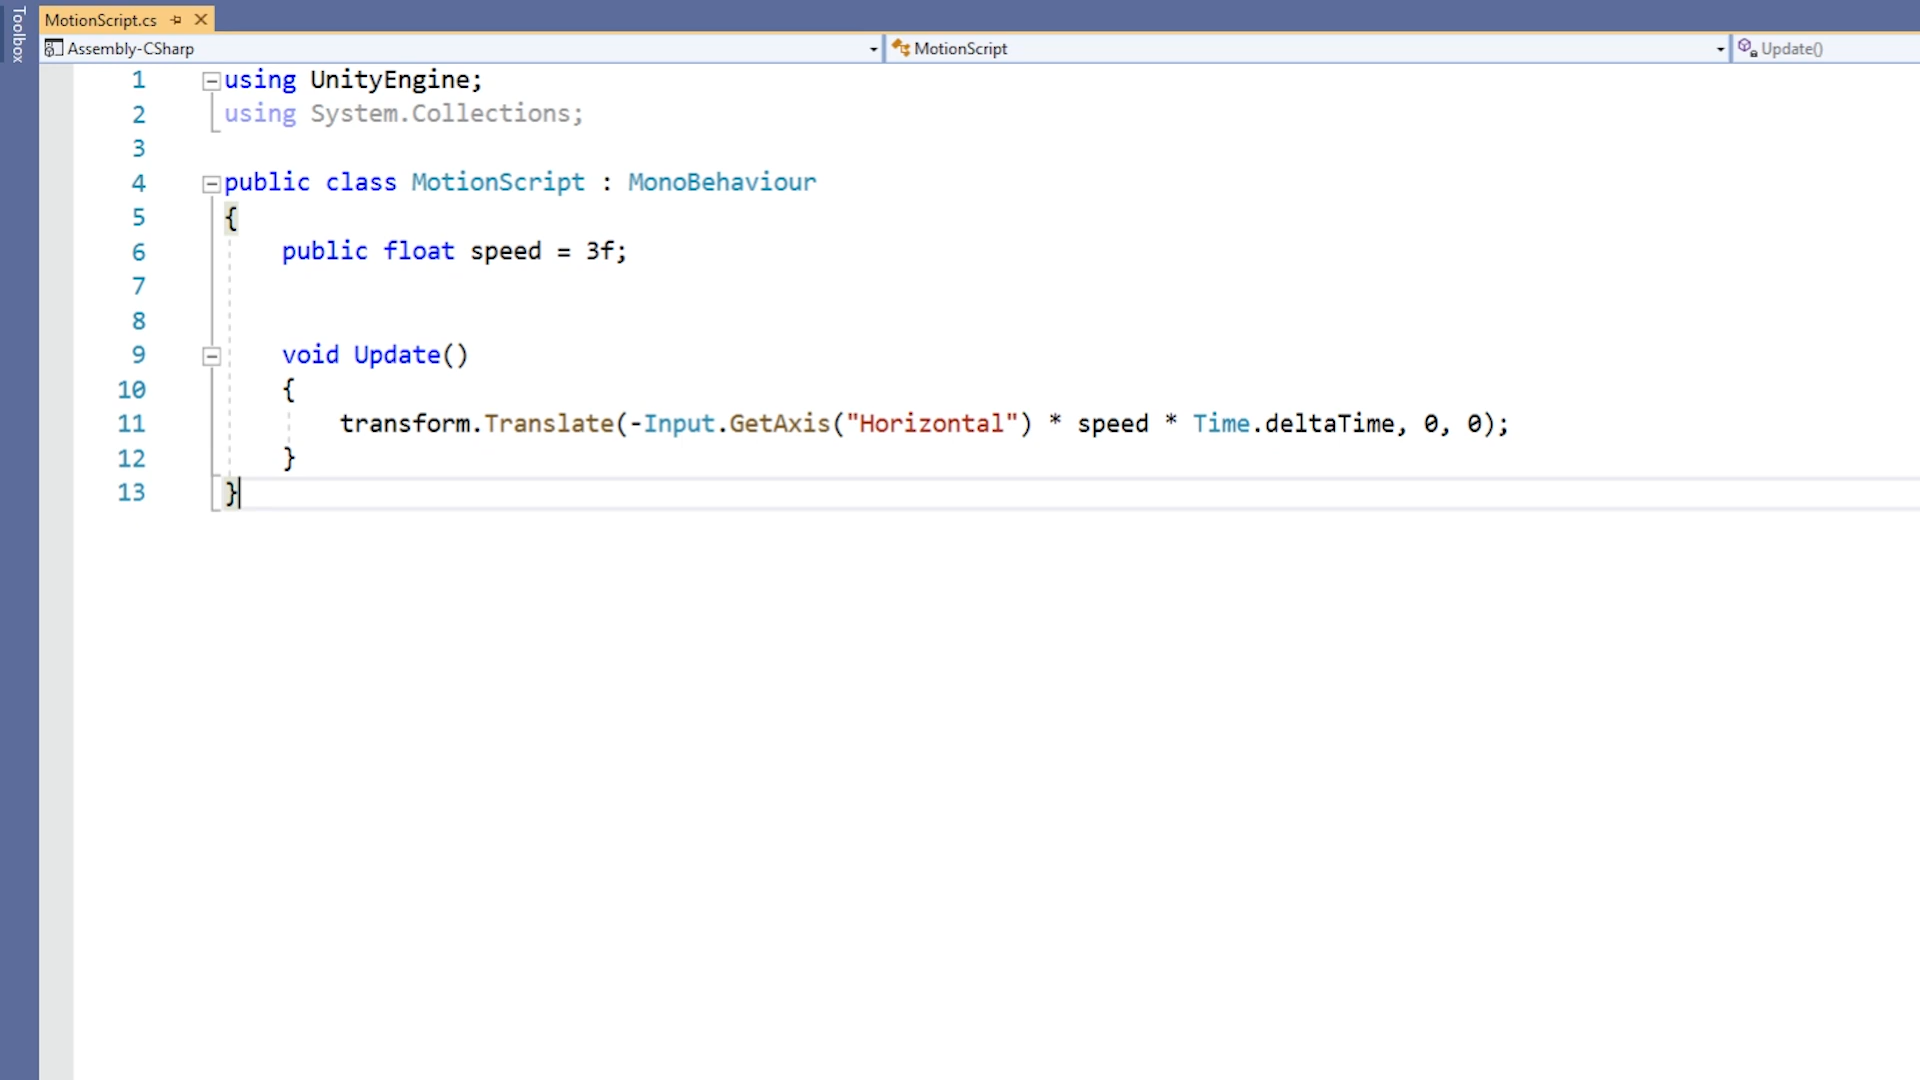 Toolbox
MotionScript.cs
Assembly-CSharp
MotionScript
Update()
1 using UnityEngine;
2 using System.Collections;
3
4 public class MotionScript : MonoBehaviour
5 {
6 public float speed = 3f;
7
8
9 void Update()
10 {
11 transform.Translate(-Input.GetAxis("Horizontal") * speed * Time.deltaTime, 0, 0);
12 }
13 }